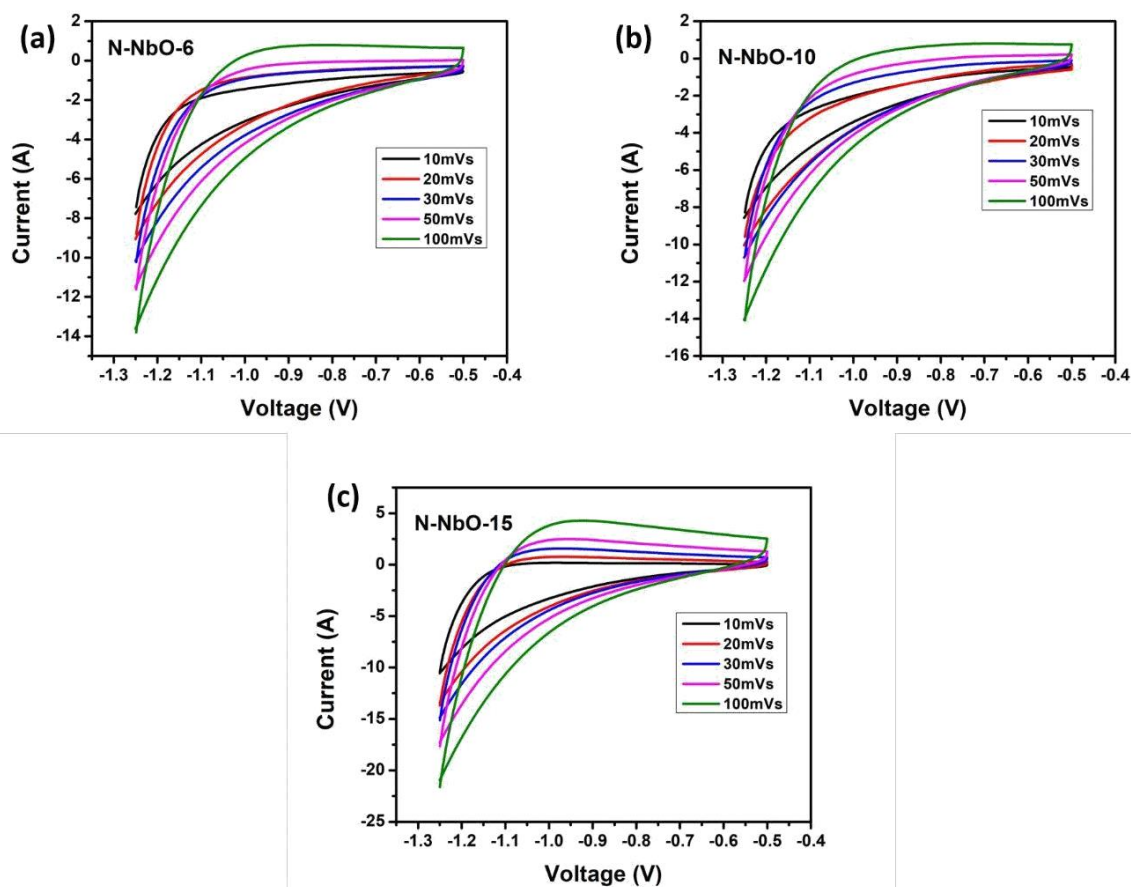 (a)
N-NbO-6
2
0
-2
-4
-6
-8
-10
-12
-14
Current (A)
10mVs
20mVs
30mVs
50mVs
100mVs
-1.3 -1.2 -1.1 -1.0 -0.9 -0.8 -0.7 -0.6 -0.5 -0.4
Voltage (V)
(b)
N-NbO-10
2
0
-2
-4
-6
-8
-10
-12
-14
-16
Current (A)
10mVs
20mVs
30mVs
50mVs
100mVs
-1.3 -1.2 -1.1 -1.0 -0.9 -0.8 -0.7 -0.6 -0.5 -0.4
Voltage (V)
(c)
N-NbO-15
5
0
-5
-10
-15
-20
-25
Current (A)
10mVs
20mVs
30mVs
50mVs
100mVs
-1.3 -1.2 -1.1 -1.0 -0.9 -0.8 -0.7 -0.6 -0.5 -0.4
Voltage (V)